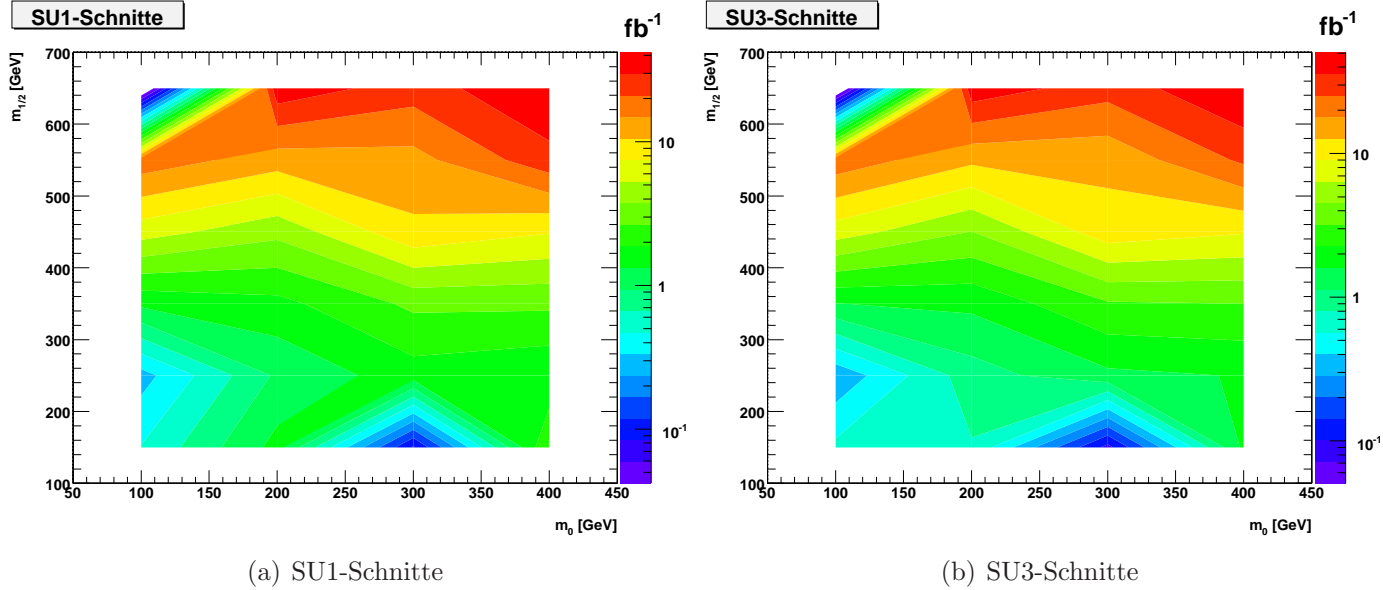 SU1-Schnitte
fb⁻¹
m₁/₂ [GeV]
700
600
500
400
300
200
100
50 100 150 200 250 300 350 400 450
m₀ [GeV]
10
1
10⁻¹
(a) SU1-Schnitte
SU3-Schnitte
fb⁻¹
m₁/₂ [GeV]
700
600
500
400
300
200
100
50 100 150 200 250 300 350 400 450
m₀ [GeV]
10
1
10⁻¹
(b) SU3-Schnitte